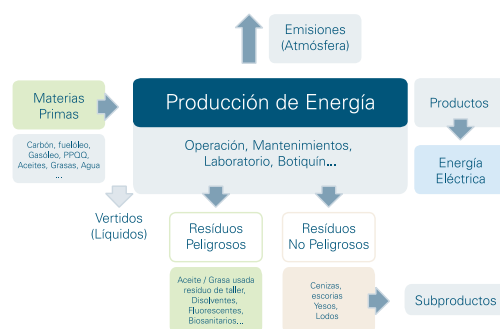 Emisiones
(Atmósfera)
Materias
Primas
Producción de Energía
Productos
Carbón, fuelóleo,
Gasóleo, PPQQ,
Aceites, Grasas, Agua
...
Operación, Mantenimientos,
Laboratorio, Botiquín...
Energía
Eléctrica
Vertidos
(Líquidos)
Resíduos
Peligrosos
Resíduos
No Peligrosos
Aceite / Grasa usada
resíduo de taller,
Disolventes,
Fluorescentes,
Biosanitarios...
Cenizas,
escorias
Yesos,
Lodos
Subproductos